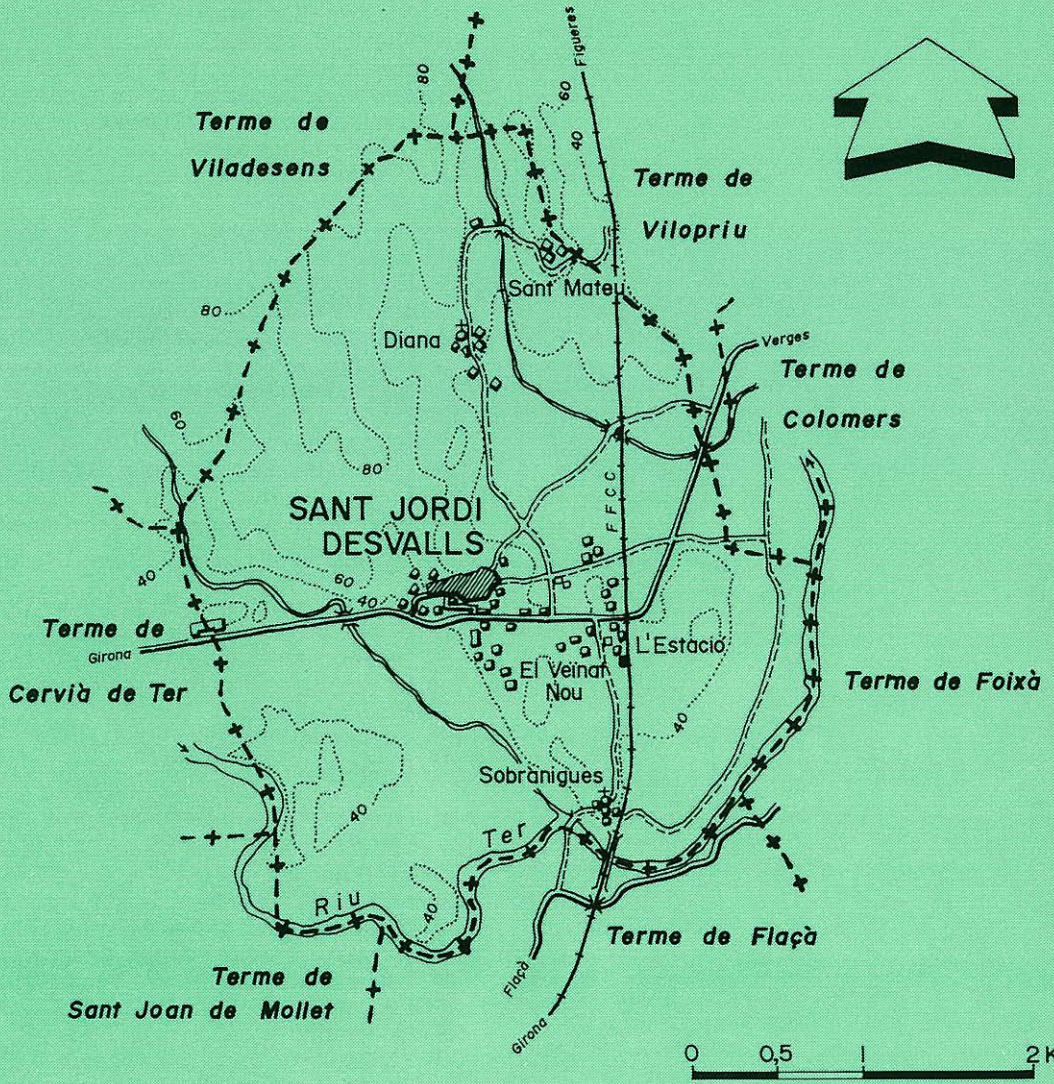 80
Figueres
60
40
Terme de
Viladesens
Terme de
Vilopriu
Sant Mateu
80
Diana
Verges
Terme de
Colomers
60
80
FFCC
SANT JORDI
DESVALLS
40
60
40
Terme de
Girona
Cervià de Ter
L'Estació
El Veïnat
Nou
Terme de Foixà
40
Sobrànigues
40
Riu Ter
40
Terme de Flaçà
Flaçà
Girona
Terme de
Sant Joan de Mollet
0 0,5 1 2 K